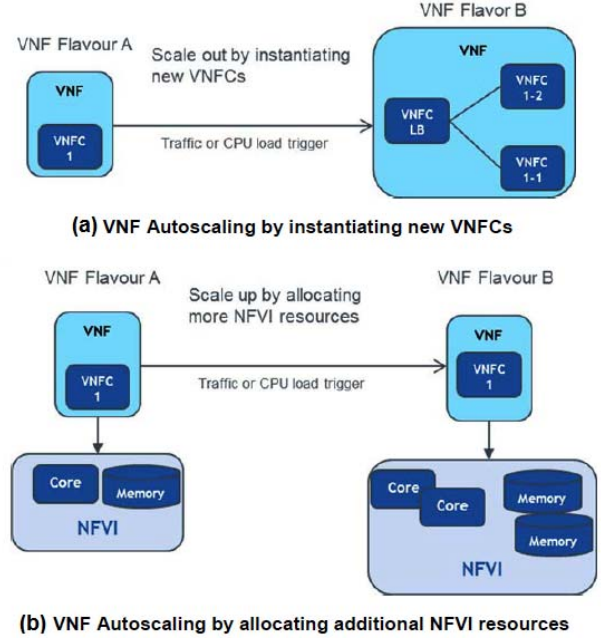 VNF Flavour A
VNF Flavor B
Scale out by instantiating
new VNFCs
VNF
VNFC
1
Traffic or CPU load trigger
VNF
VNFC
LB
VNFC
1-2
VNFC
1-1
(a) VNF Autoscaling by instantiating new VNFCs
VNF Flavour A
VNF Flavour B
Scale up by allocating
more NFVI resources
VNF
VNFC
1
Traffic or CPU load trigger
VNF
VNFC
1
Core
Memory
NFVI
Core
Core
Memory
Memory
NFVI
(b) VNF Autoscaling by allocating additional NFVI resources